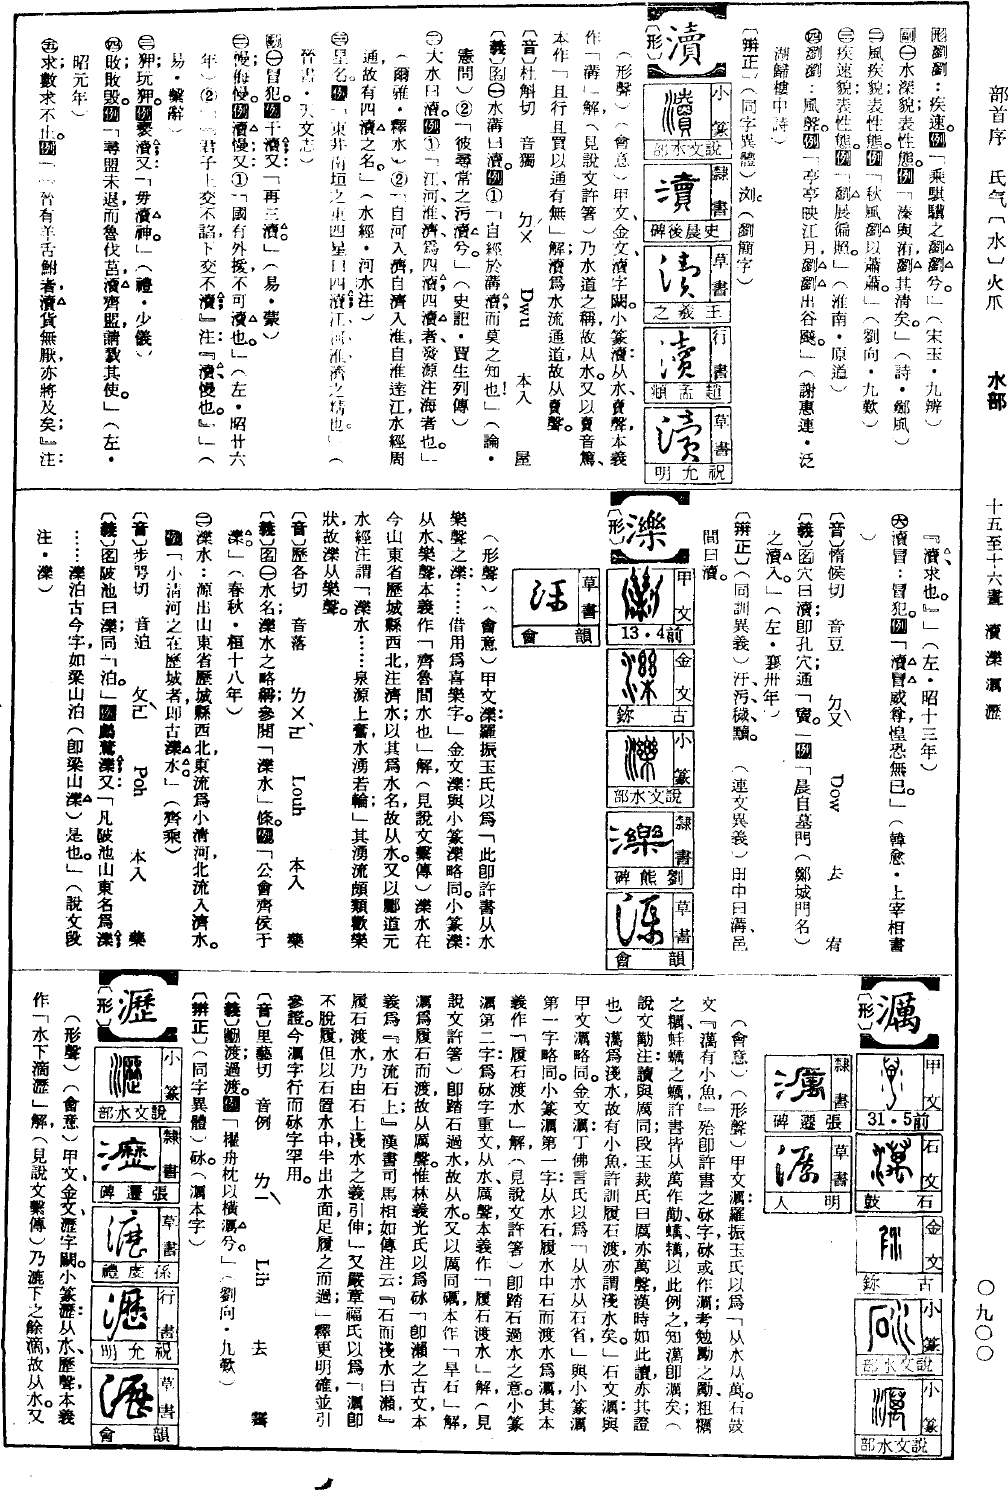 部首序 氏气「水」火爪 水部 十五至十六畫 瀆濼濿瀝 〇九〇〇
瀏瀏：疾速。例「乘騏驥之瀏瀏兮。」（宋玉・九辨）
副㊀水深貌表性態。例「溱與洧瀏其清矣。」（詩・鄭風）
㊁風疾貌表性態。例「秋風瀏以蕭蕭。」（劉向・九歎）
㊂疾速貌表性態。例「瀏展徧照。」（淮南・原道）
㊃瀏瀏：風聲。例「亭亭映江月瀏瀏出谷飈。」（謝惠連・泛
湖歸樓中詩）
〔辨正〕（同字異體）浏。（瀏簡字）
〔形〕瀆
小篆 說文水部
隸書 史晨後碑
草書 王羲之
行書 趙孟頫
草書 祝允明
（形聲）（會意）甲文、金文瀆字闕。小篆瀆：从水、𧶠聲，本義
作「溝」解（見說文許箸）乃水道之稱，故从水。又以𧶠音篤，
本作「且行且買以通有無」解，瀆爲水流通道，故从𧶠聲。
〔音〕杜斛切 音獨 ㄉㄨˊ Dwu 本入 屋
〔義〕名㊀水溝曰瀆。例①「自經於溝瀆而莫之知也！」（論・
憲問）②「彼尋常之污瀆兮。」（史記・賈生列傳）
㊁大水曰瀆。例①「江、河、淮、濟爲四瀆，四瀆者，發源注海者也。」
（爾雅・釋水）②「自河入濟，自濟入淮，自淮達江，水經周
通，故有四瀆之名。」（水經・河水注）
㊂星名。例「東井南垣之東四星曰四瀆，江、河、淮、濟之精也。」（
晉書・天文志）
動㊀冒犯。例干瀆；又「再三瀆。」（易・蒙）
㊁慢侮慢。例瀆慢；又①「國有外援，不可瀆也。」（左・昭廿六
年）②「君子上交不諂，下交不瀆』注：『瀆，慢也。』」（
易・繫辭）
㊂狎玩狎。例褻瀆；又「毋瀆神。」（禮・少儀）
㊃敗敗毀。例「尋盟未退，而魯伐莒，瀆齊盟，請戮其使。」（左・
昭元年）
㊄求數求不止。例「『晉有羊舌鮒者，瀆貨無厭，亦將及矣』注：
『瀆，求也。』」（左・昭十三年）
㊅瀆冒：冒犯。例「瀆冒威尊，惶恐無已。」（韓愈・上宰相書
）
〔音〕惰候切 音豆 ㄉㄡˋ Dow 去 宥
〔義〕名穴曰瀆；即孔穴，通「竇」。例「晨自墓門（鄭城門名）
之瀆入。」（左・襄卅年）
〔辨正〕（同訓異義）汙、污、穢、黷。 （連文異義）田中曰溝，邑
間曰瀆。
〔形〕濼
甲文 前4・13
金文 古鉨
小篆 說文水部
隸書 劉熊碑
草書 韻會
草書 韻會
（形聲）（會意）甲文濼：羅振玉氏以爲「此即許書从水
樂聲之濼……借用爲喜樂字。」金文濼：與小篆濼略同。小篆濼：
从水、樂聲，本義作「齊魯間水也」解（見說文繫傳）濼水在
今山東省歷城縣西北，注濟水；以其爲水名，故从水。又以酈道元
水經注謂「濼水……泉源上奮，水湧若輪」其湧流頗類歡樂
狀，故濼从樂聲。
〔音〕歷各切 音落 ㄌㄨㄛˋ Louh 本入 藥
〔義〕名㊀水名，濼水之略稱，參閱「濼水」條。例「公會齊侯于
濼。」（春秋・桓十八年）
㊁濼水：源出山東省歷城縣西北，東流爲小清河，北流入濟水。
例「小清河之在歷城者，即古濼水。」（齊乘）
〔音〕步咢切 音迫 ㄆㄛˋ Poh 本入 藥
〔義〕名陂池曰濼；同「泊」。例鸕鶿濼；又「凡陂池，山東名爲濼，
……濼、泊，古今字，如梁山泊（即梁山濼）是也。」（說文段
注・濼）
〔形〕濿
甲文 前5・31
石文 石鼓
金文 古鉨
小篆 說文水部
小篆 說文水部
隸書 張遷碑
草書 明人
（會意）（形聲）甲文濿：羅振玉氏以爲「从水从萬。石鼓
文『澫有小魚』殆即許書之砅字，砅或作濿；考勉勵之勵、粗糲
之糲、蚌蠣之蠣，許書皆从萬，作勱、䊪、蠇，以此例之，知澫即濿矣（
說文勱注：讀與厲同，段玉裁氏曰厲亦萬聲，漢時如此讀，亦其證
也）澫爲淺水，故有小魚，許訓履石渡，亦謂淺水矣。」石文濿：與
甲文濿略同。金文濿：丁佛言氏以爲「从水，从石省。」與小篆濿
第一字略同。小篆濿第一字：从水石，履水中石而渡水爲濿，其本
義作「履石渡水」解（見說文許箸）即踏石過水之意。小篆
濿第二字：爲砅字重文，从水、厲聲，本義作「履石渡水」解（見
說文許箸）即踏石過水，故从水。又以厲同礪，本作「旱石」解，
濿爲履石而渡，故从厲聲。惟林義光氏以爲砅「即瀨之古文，本
義爲『水流石上』漢書司馬相如傳注云：『石而淺水曰瀨』
履石渡水，乃由石上淺水之義引伸。」又嚴章福氏以爲「濿即
不脫履，但以石置水中，半出水面，足履之而過」釋更明確，並引
參證。今濿字行而砅字罕用。
〔音〕里藝切 音例 ㄌㄧˋ Lih 去 霽
〔義〕動渡過渡。例「櫂舟杭以橫濿兮。」（劉向・九歎）
〔辨正〕（同字異體）砅。（濿本字）
〔形〕瀝
小篆 說文水部
隸書 張遷碑
草書 孫虔禮
行書 祝允明
草書 韻會
（形聲）（會意）甲文、金文瀝字闕。小篆瀝：从水、歷聲，本義
作「水下滴瀝」解（見說文繫傳）乃漉下之餘滴，故从水。又